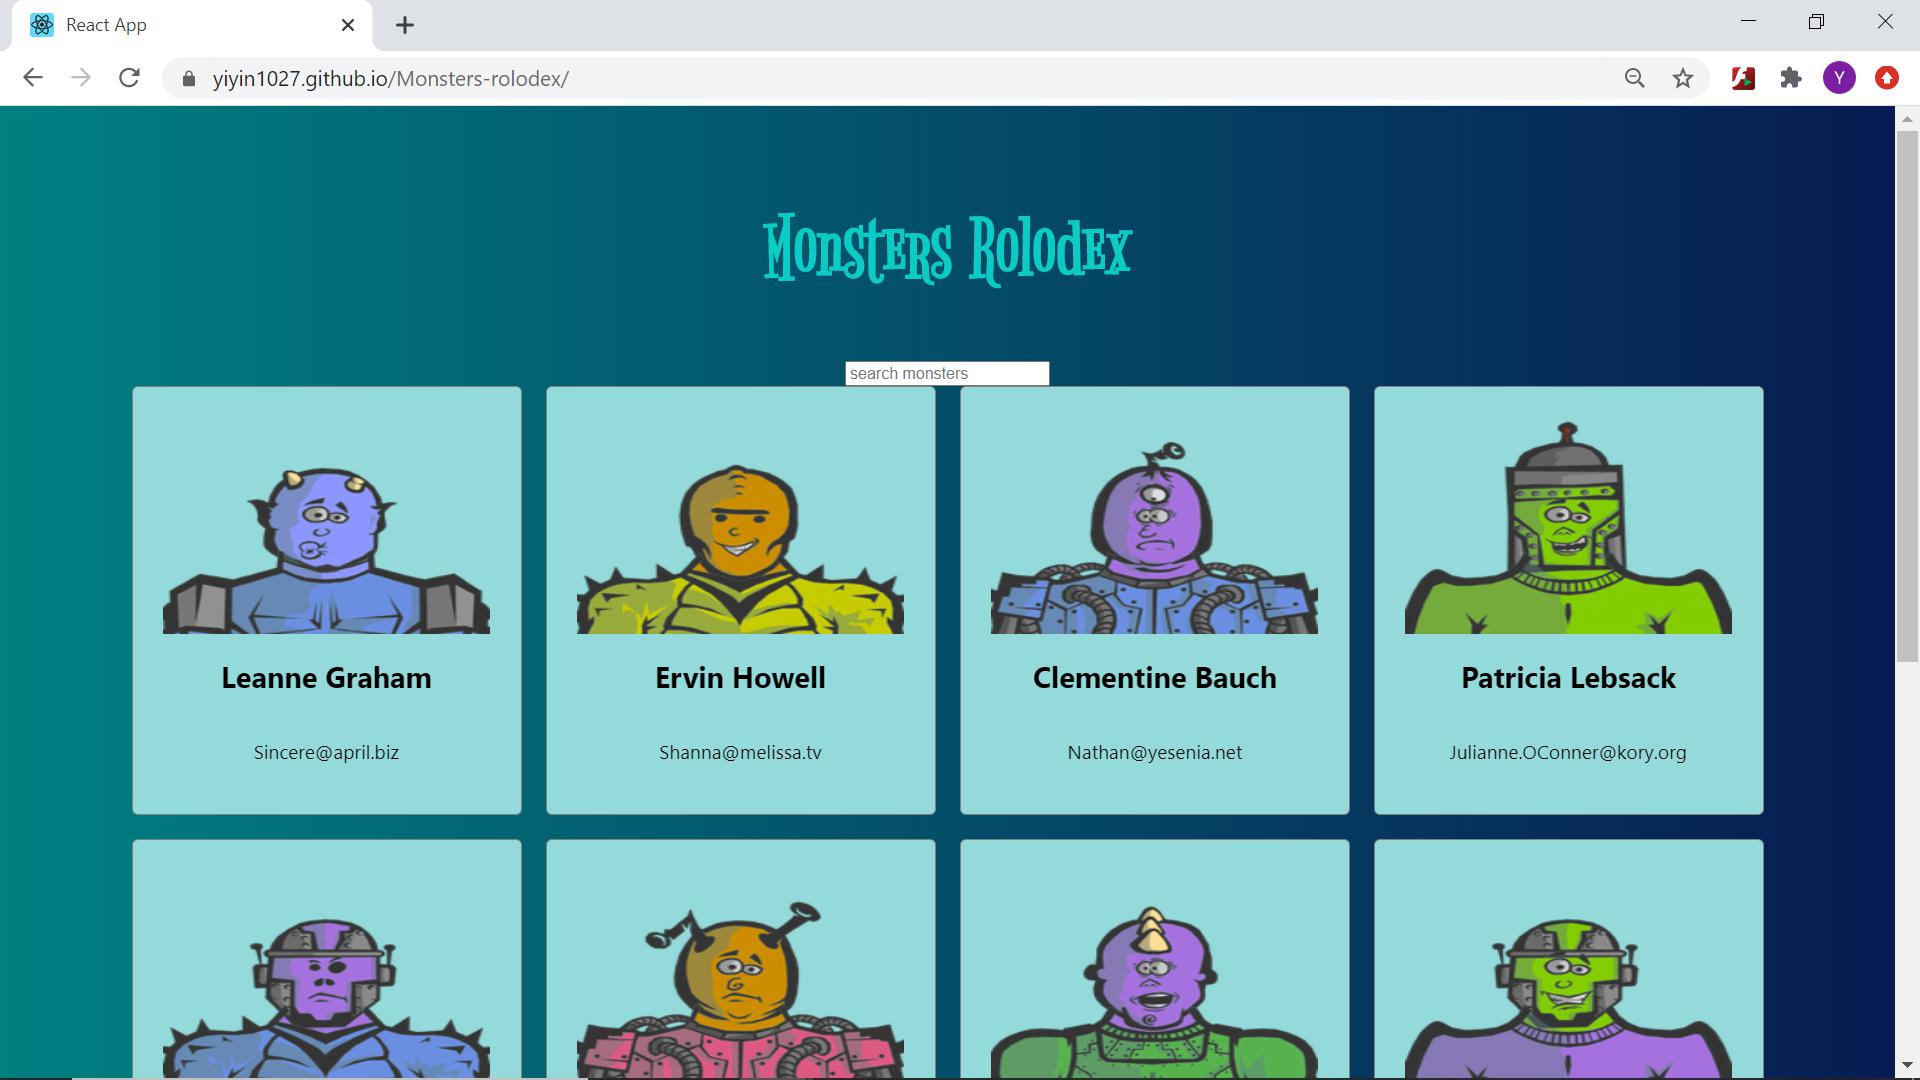 React App
yiyin1027.github.io/Monsters-rolodex/
Y
Monsters Rolodex
search monsters
Leanne Graham
Ervin Howell
Clementine Bauch
Patricia Lebsack
Sincere@april.biz
Shanna@melissa.tv
Nathan@yesenia.net
Julianne.OConner@kory.org